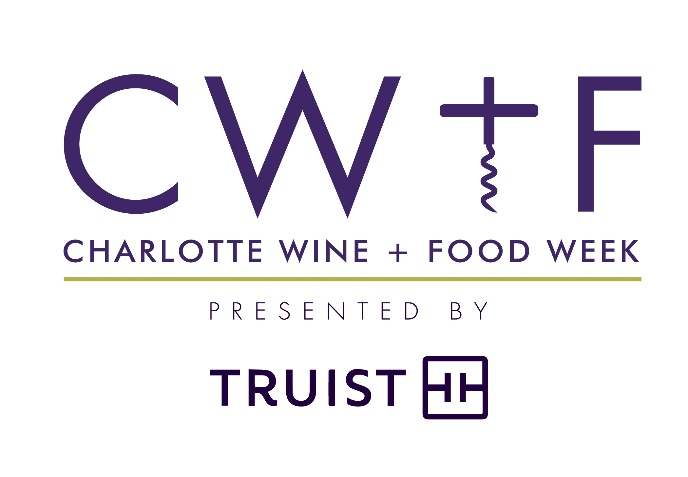 CW+F
CHARLOTTE WINE + FOOD WEEK
PRESENTED BY
TRUIST